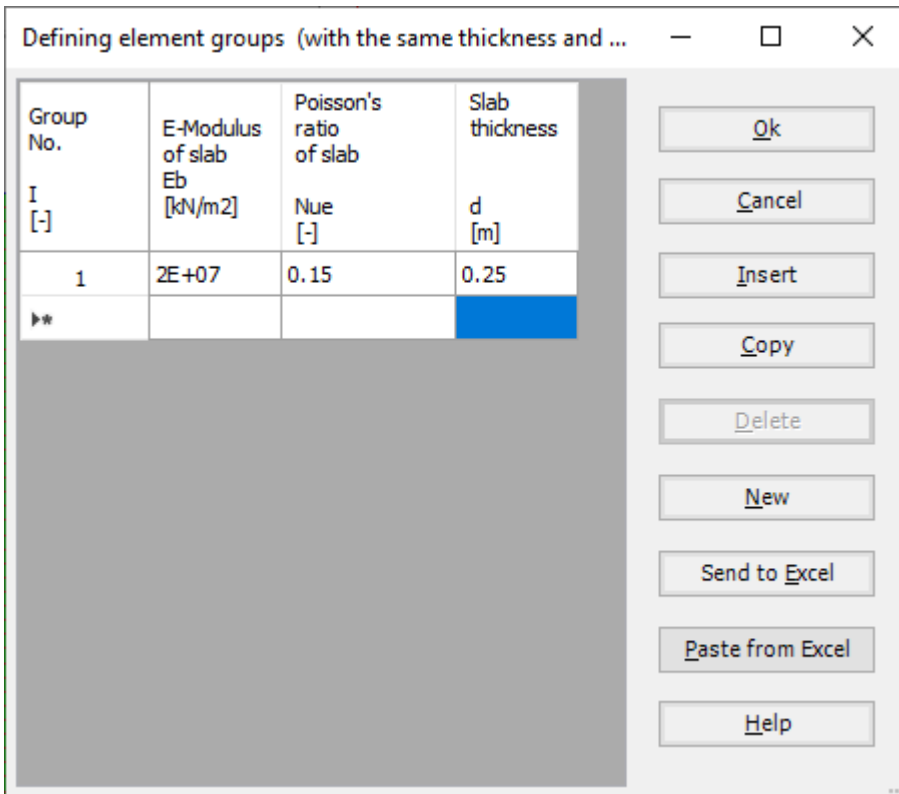 Defining element groups (with the same thickness and ...
Group
No.
I
[-]
E-Modulus
of slab
Eb
[kN/m2]
Poisson's
ratio
of slab
Nue
[-]
Slab
thickness
d
[m]
1 2E+07 0.15 0.25
Ok
Cancel
Insert
Copy
Delete
New
Send to Excel
Paste from Excel
Help